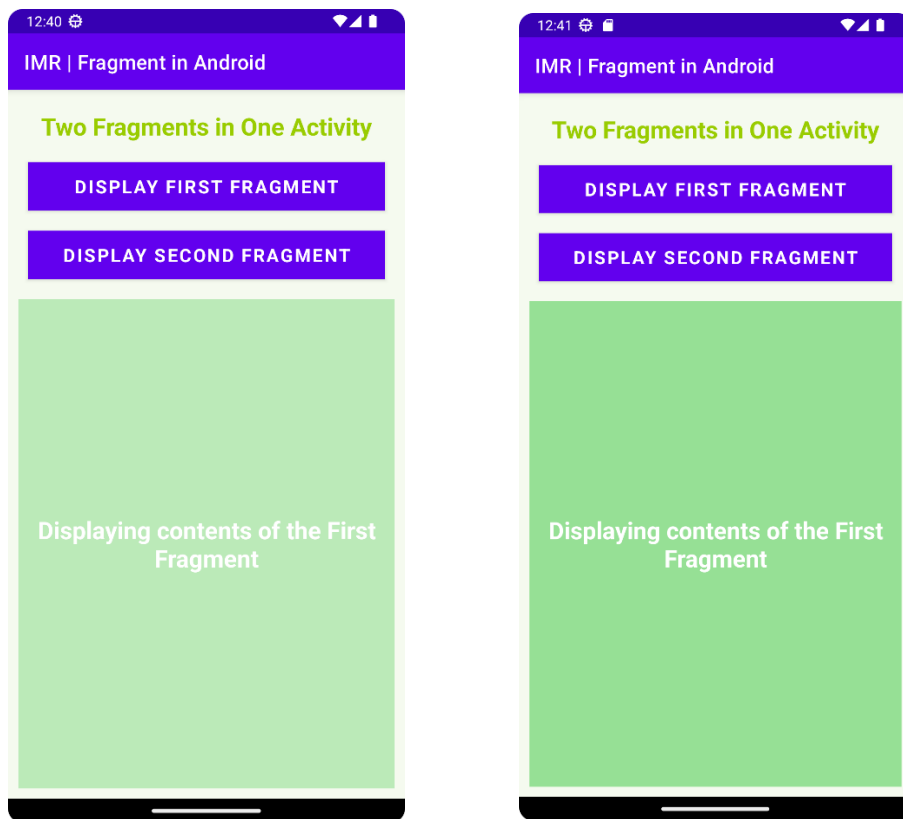 12:40
IMR | Fragment in Android
Two Fragments in One Activity
DISPLAY FIRST FRAGMENT
DISPLAY SECOND FRAGMENT
Displaying contents of the First
Fragment
12:41
IMR | Fragment in Android
Two Fragments in One Activity
DISPLAY FIRST FRAGMENT
DISPLAY SECOND FRAGMENT
Displaying contents of the First
Fragment